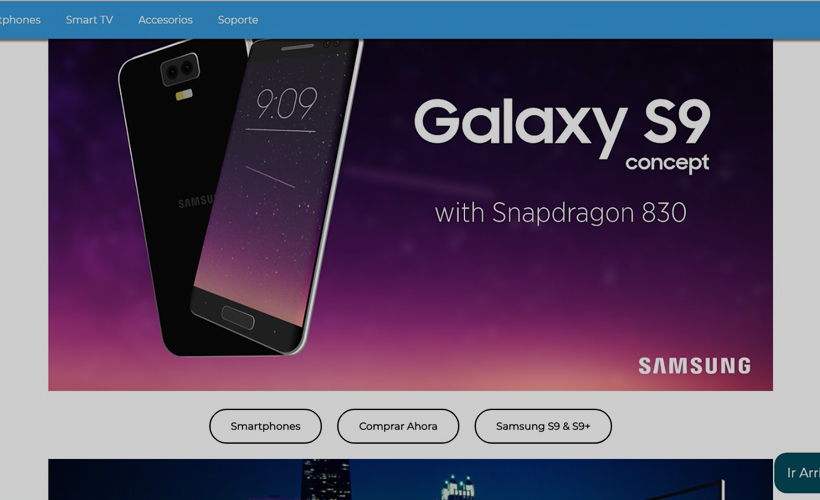 tphones Smart TV Accesorios Soporte
9:09
Galaxy S9
concept
with Snapdragon 830
SAMSU
SAMSUNG
Smartphones Comprar Ahora Samsung S9 & S9+
Ir Arri